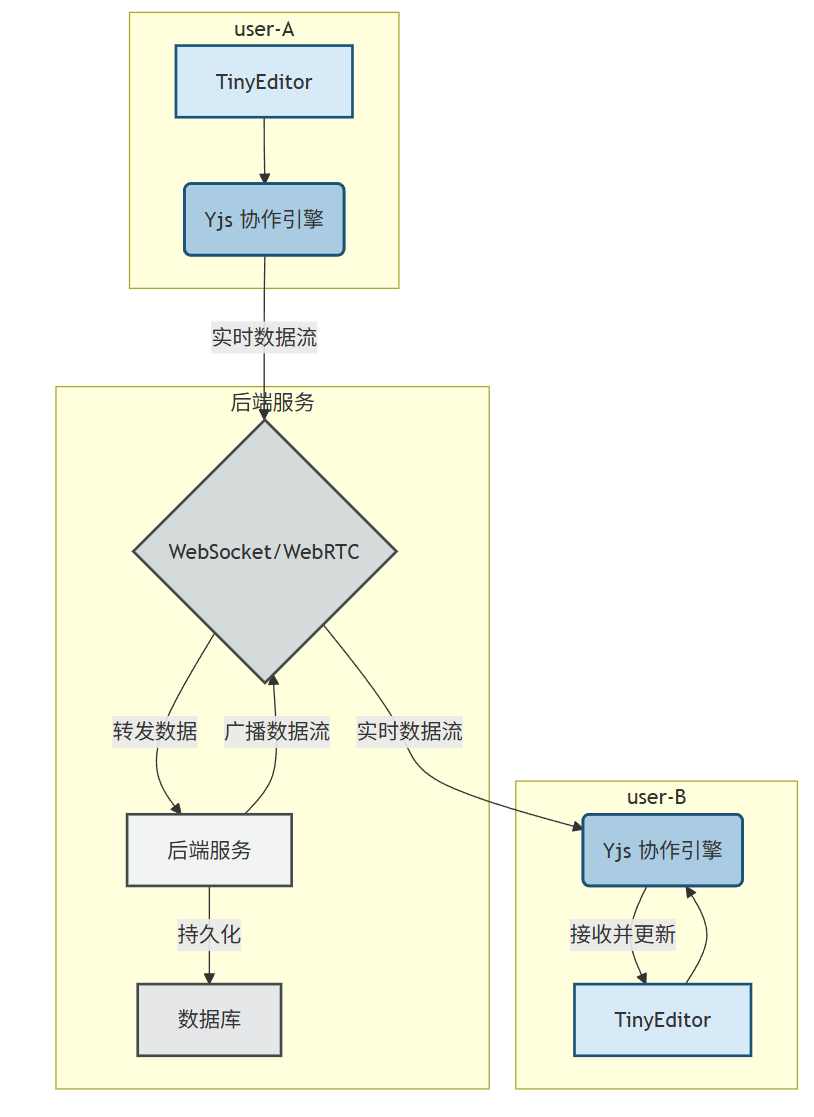 user-A
TinyEditor
Yjs 协作引擎
实时数据流
后端服务
WebSocket/WebRTC
转发数据
广播数据流
实时数据流
user-B
后端服务
Yjs 协作引擎
持久化
接收并更新
数据库
TinyEditor